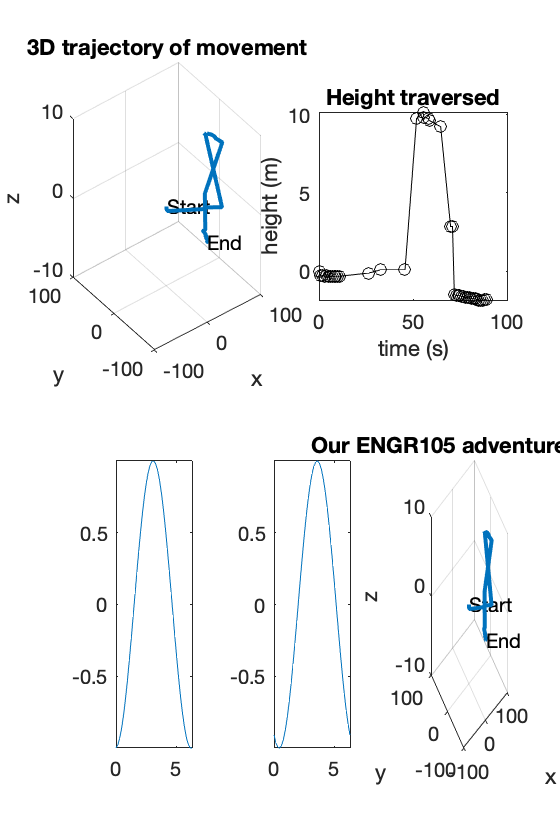 3D trajectory of movement
10
0
-10
z
100
0
-100
y
-100
0
100
x
Start
End
Height traversed
10
5
0
height (m)
0
50
100
time (s)
0.5
0
-0.5
0
5
0.5
0
-0.5
0
5
Our ENGR105 adventure
10
0
-10
z
100
0
-100
y
-100
0
100
x
Start
End